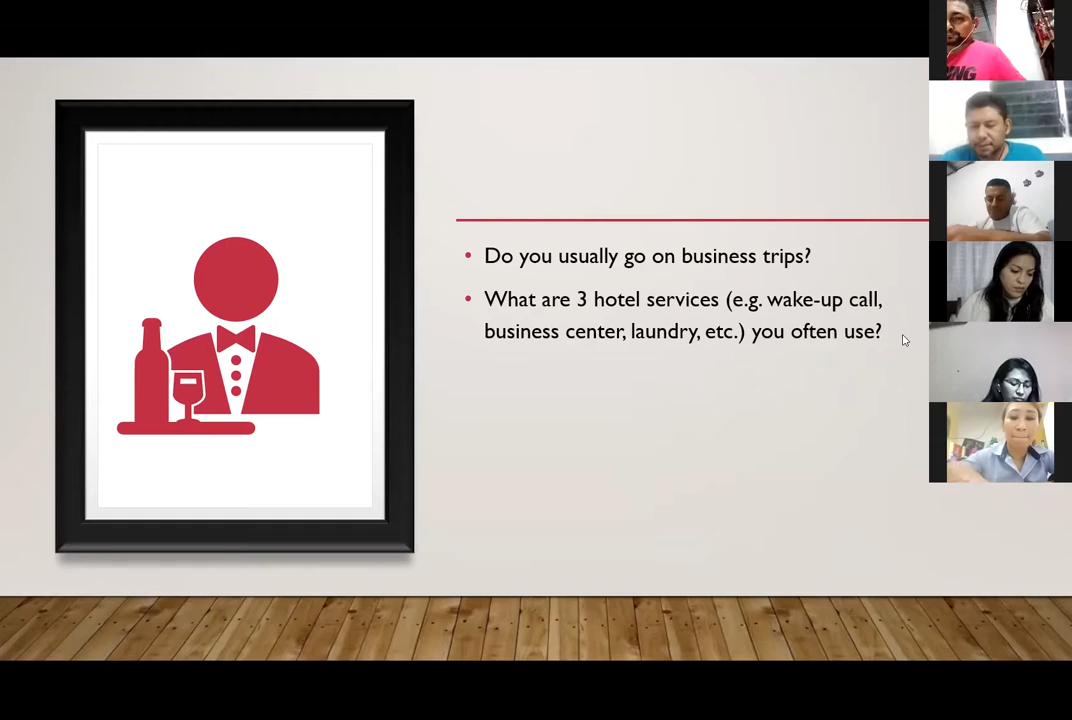 • Do you usually go on business trips?
• What are 3 hotel services (e.g. wake-up call,
business center, laundry, etc.) you often use?